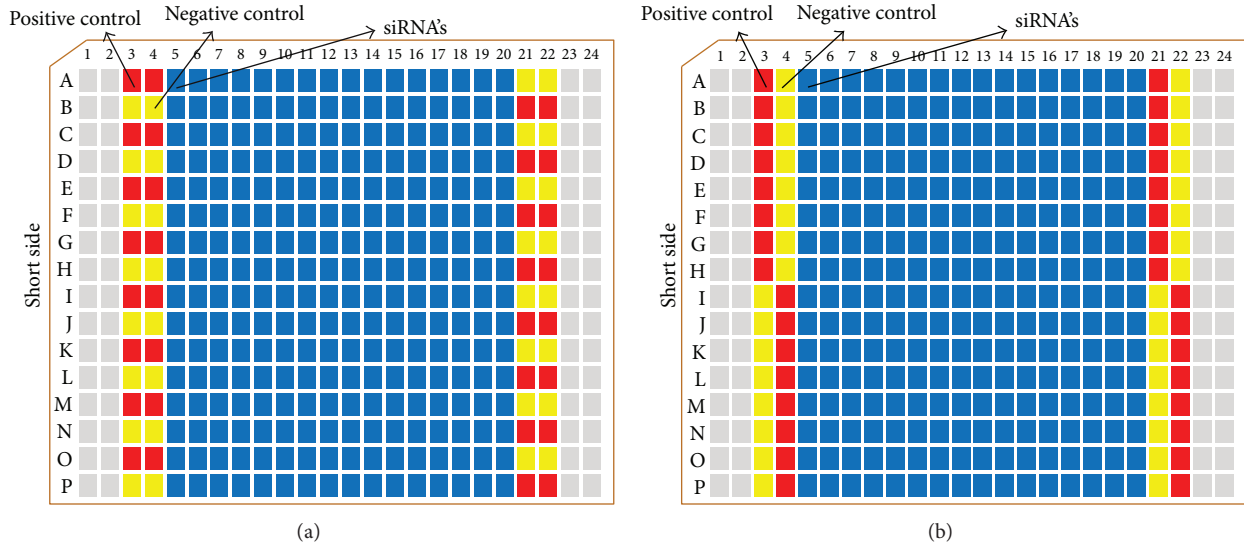 Positive control
Negative control
siRNA's
1 2 3 4 5 6 7 8 9 10 11 12 13 14 15 16 17 18 19 20 21 22 23 24
A
B
C
D
E
F
G
H
I
J
K
L
M
N
O
P
Short side
(a)
Positive control
Negative control
siRNA's
1 2 3 4 5 6 7 8 9 10 11 12 13 14 15 16 17 18 19 20 21 22 23 24
A
B
C
D
E
F
G
H
I
J
K
L
M
N
O
P
Short side
(b)